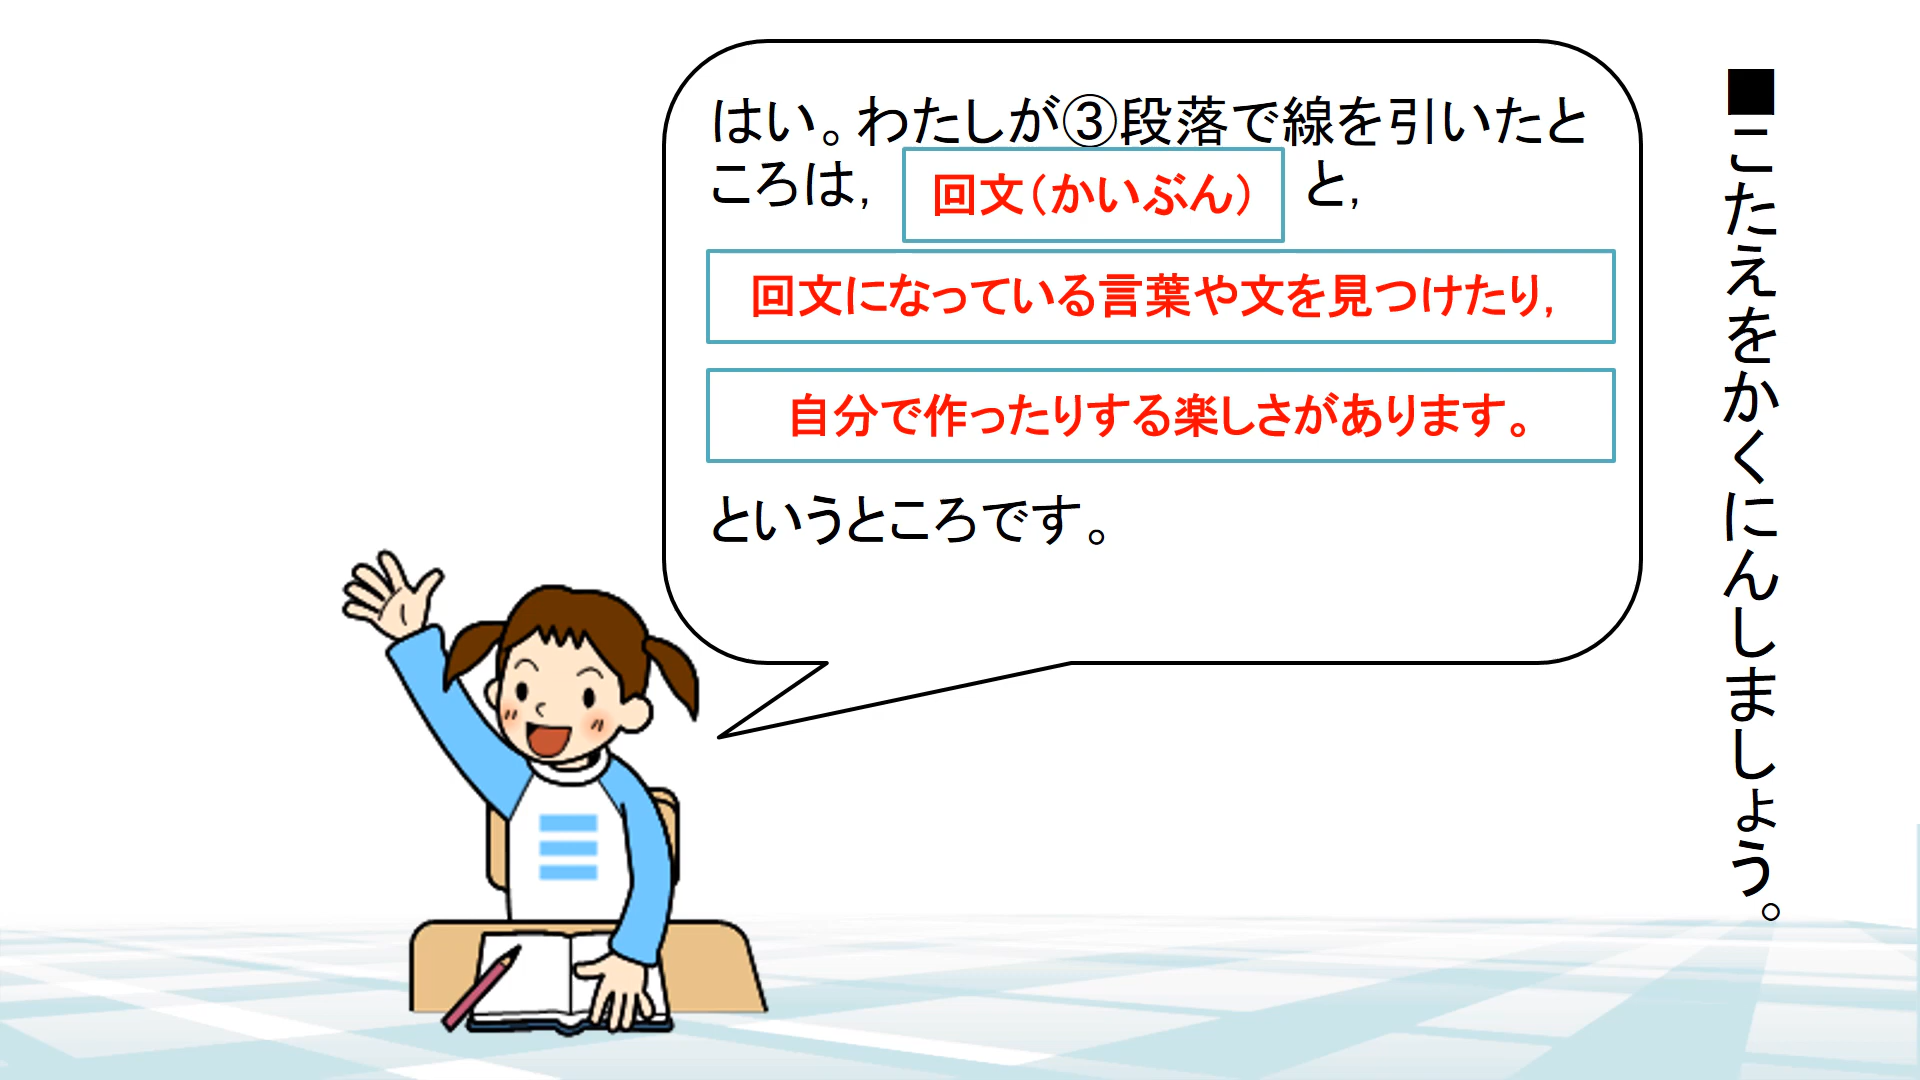 ■こたえをかくにんしましょう。
はい。わたしが③段落で線を引いたと
ころは, 回文（かいぶん） と,
回文になっている言葉や文を見つけたり,
自分で作ったりする楽しさがあります。
というところです。